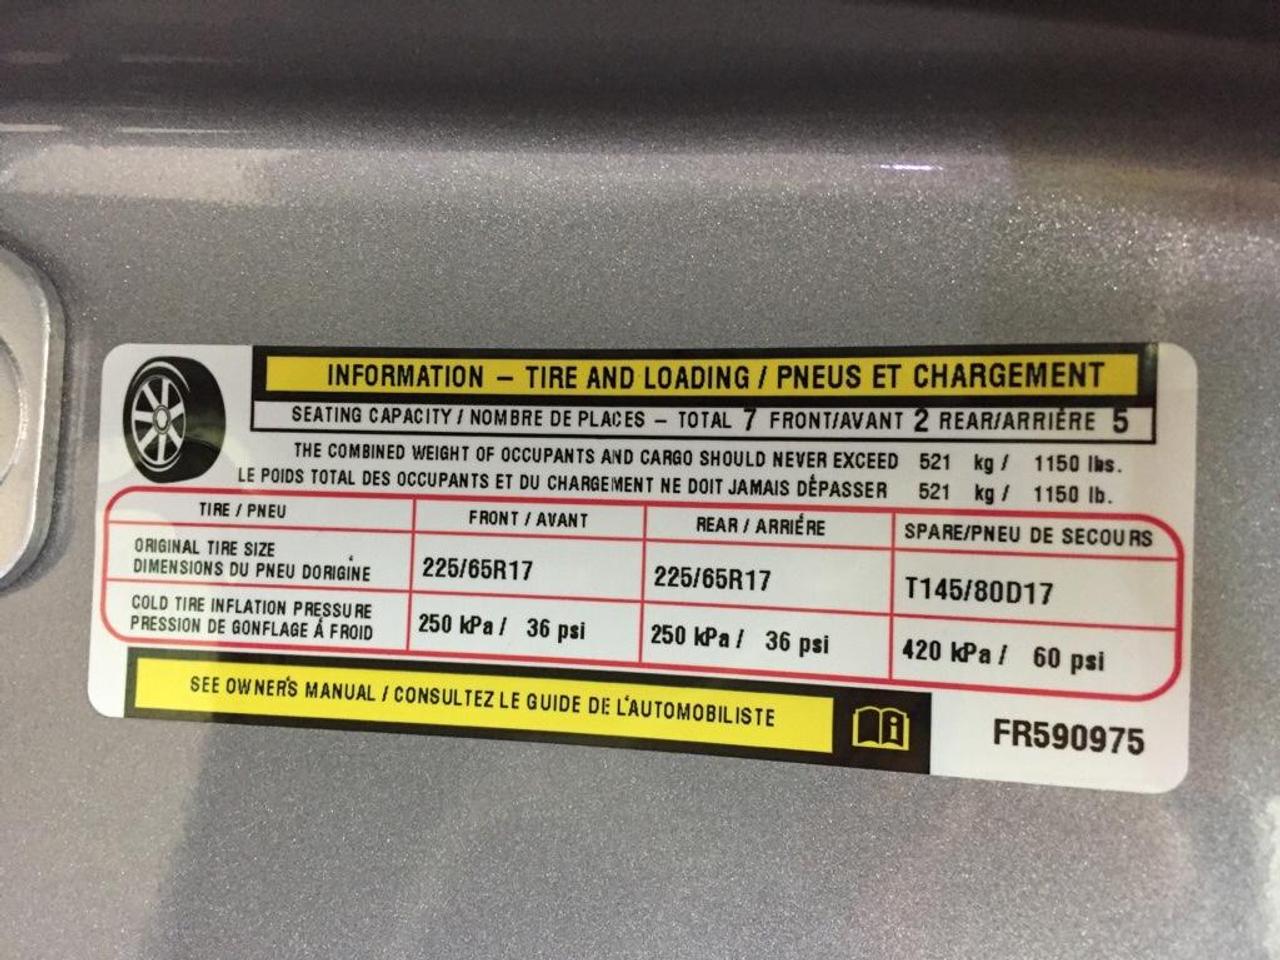 INFORMATION – TIRE AND LOADING / PNEUS ET CHARGEMENT
SEATING CAPACITY / NOMBRE DE PLACES – TOTAL 7 FRONT/AVANT 2 REAR/ARRIÉRE 5
THE COMBINED WEIGHT OF OCCUPANTS AND CARGO SHOULD NEVER EXCEED 521 kg / 1150 lbs.
LE POIDS TOTAL DES OCCUPANTS ET DU CHARGEMENT NE DOIT JAMAIS DÉPASSER 521 kg / 1150 lb.
TIRE / PNEU FRONT / AVANT REAR / ARRIÉRE SPARE/PNEU DE SECOURS
ORIGINAL TIRE SIZE
DIMENSIONS DU PNEU D'ORIGINE 225/65R17 225/65R17 T145/80D17
COLD TIRE INFLATION PRESSURE
PRESSION DE GONFLAGE Á FROID 250 kPa / 36 psi 250 kPa / 36 psi 420 kPa / 60 psi
SEE OWNER'S MANUAL / CONSULTEZ LE GUIDE DE L'AUTOMOBILISTE
i
FR590975